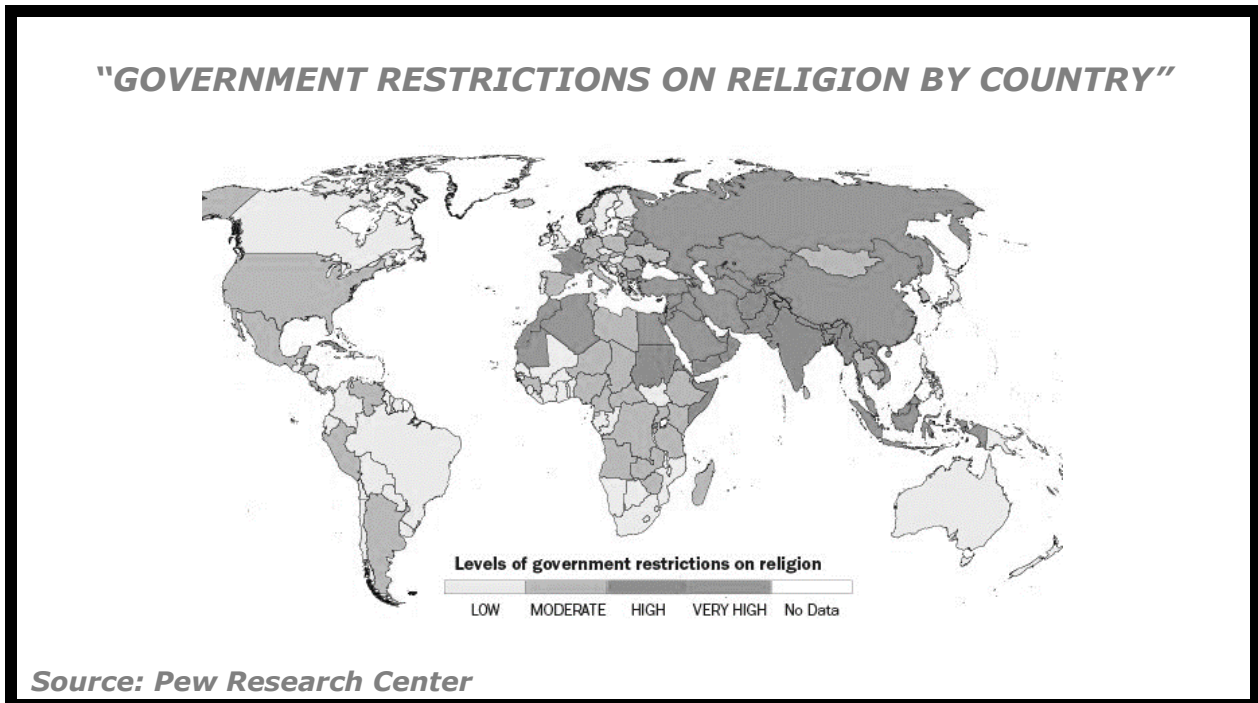 “GOVERNMENT RESTRICTIONS ON RELIGION BY COUNTRY”
Levels of government restrictions on religion
LOW MODERATE HIGH VERY HIGH No Data
Source: Pew Research Center